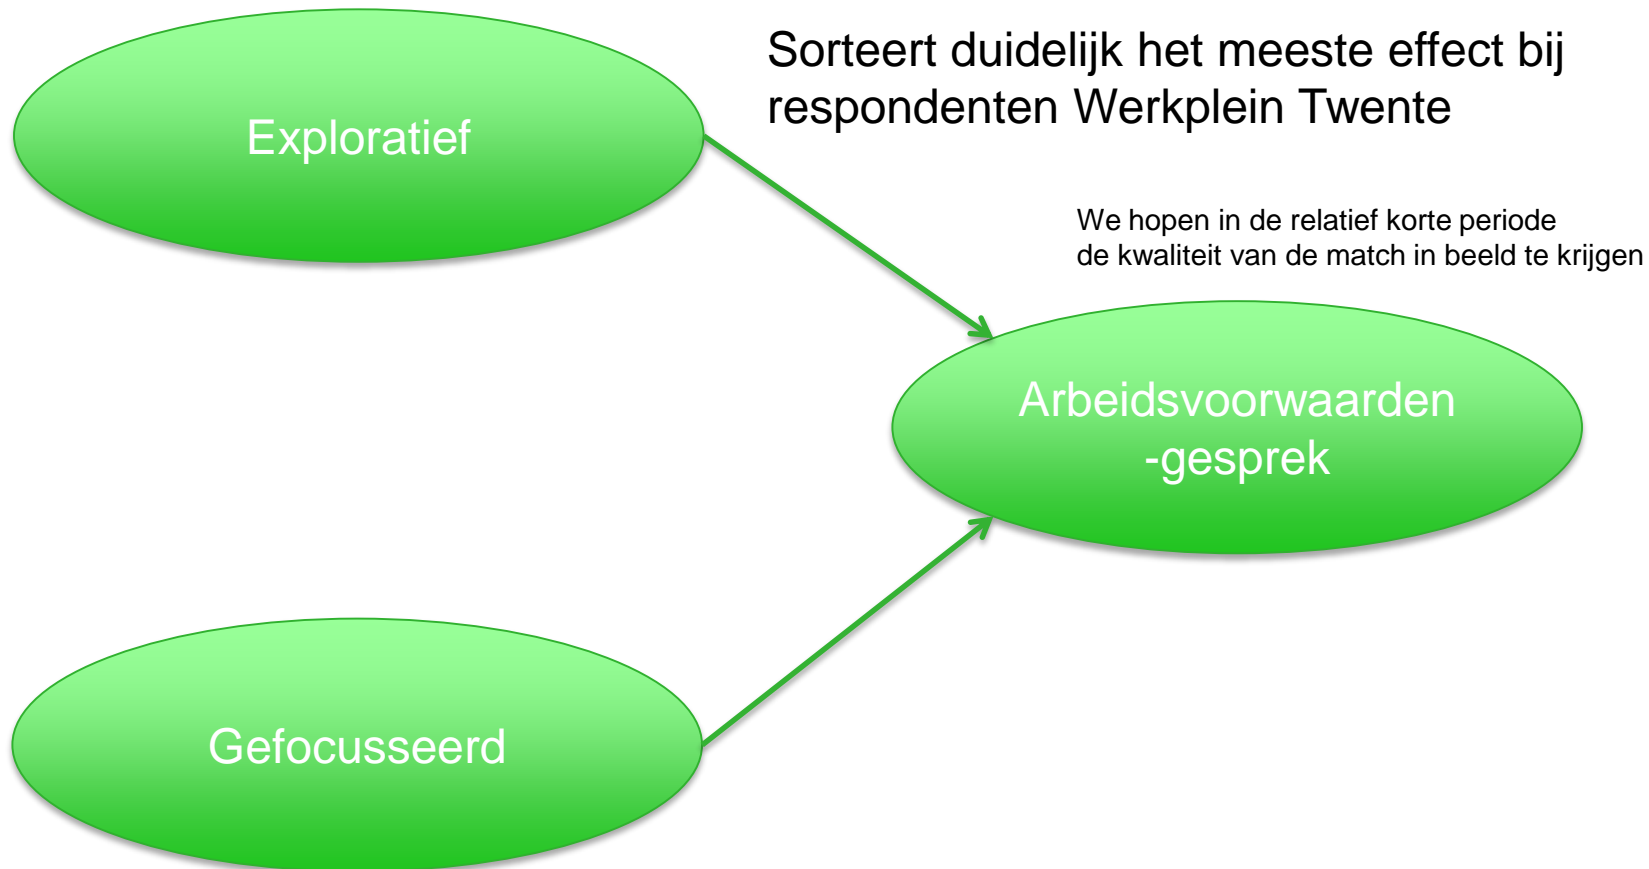 Sorteert duidelijk het meeste effect bij
respondenten Werkplein Twente
Exploratief
We hopen in de relatief korte periode
de kwaliteit van de match in beeld te krijgen
Arbeidsvoorwaarden
-gesprek
Gefocusseerd